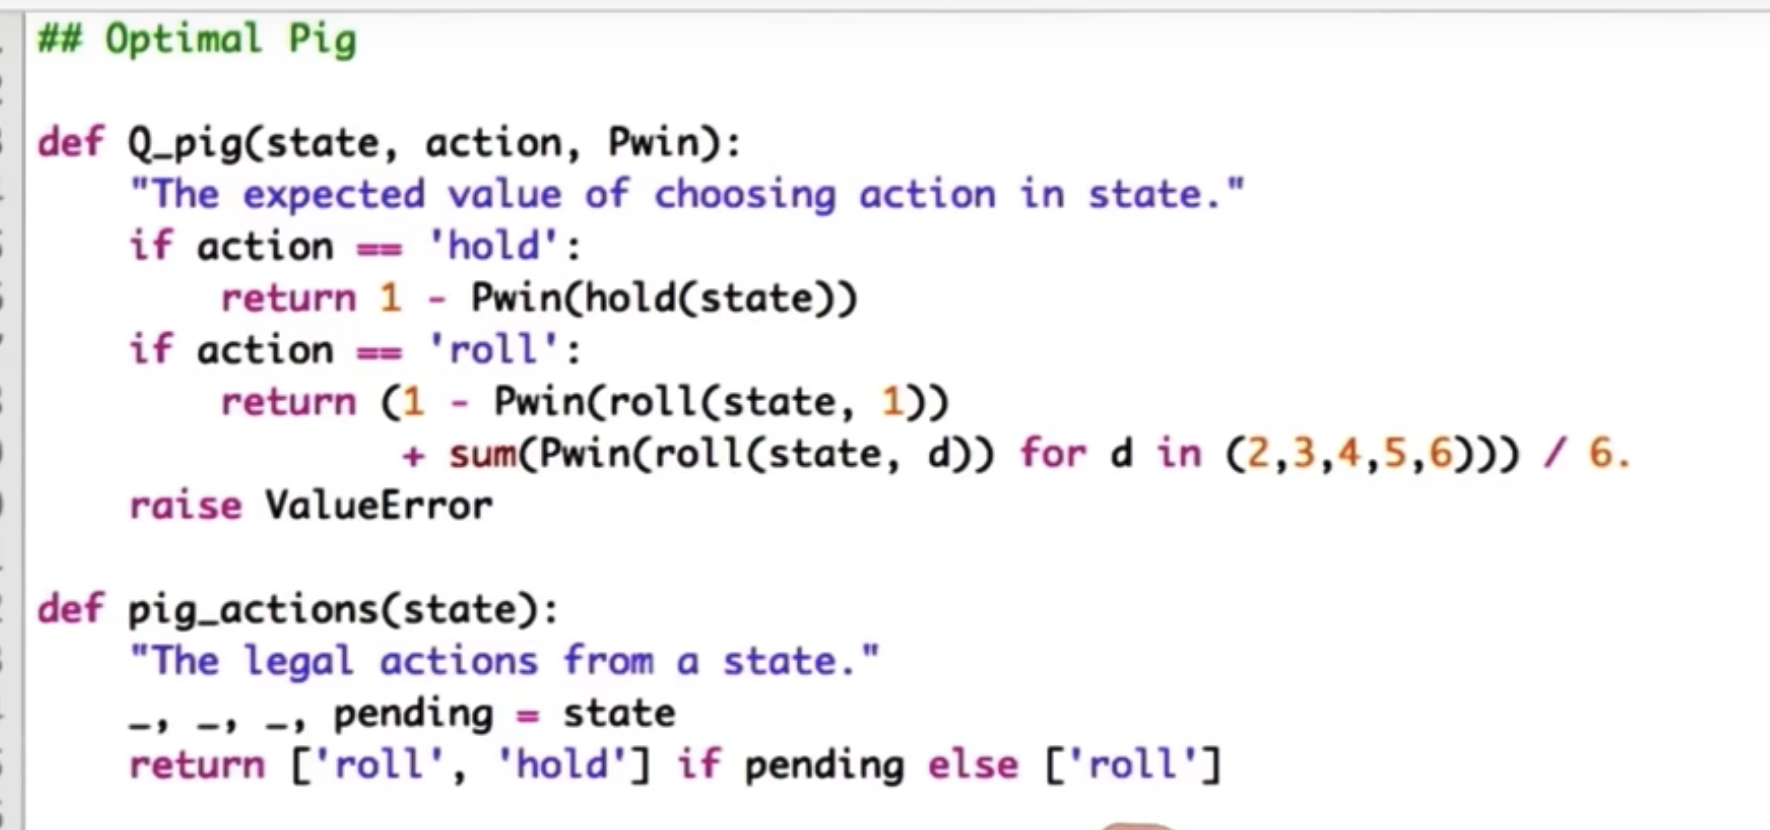 ## Optimal Pig
def Q_pig(state, action, Pwin):
"The expected value of choosing action in state."
if action == 'hold':
return 1 - Pwin(hold(state))
if action == 'roll':
return (1 - Pwin(roll(state, 1))
+ sum(Pwin(roll(state, d)) for d in (2,3,4,5,6))) / 6.
raise ValueError
def pig_actions(state):
"The legal actions from a state."
_, _, _, pending = state
return ['roll', 'hold'] if pending else ['roll']